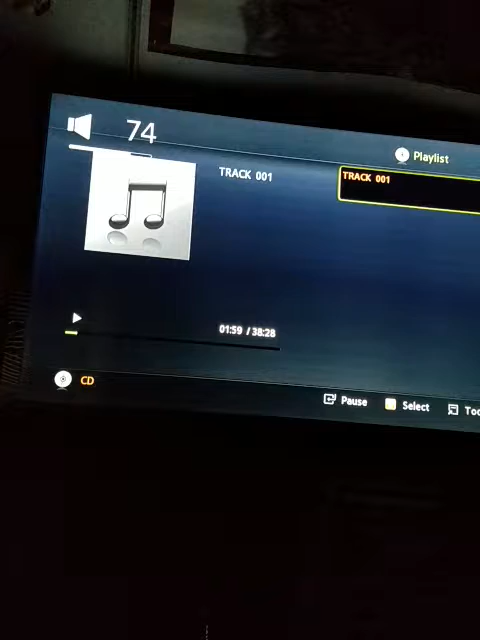 74
Playlist
TRACK 001
TRACK 001
01:59 / 38:28
CD
Pause
Select